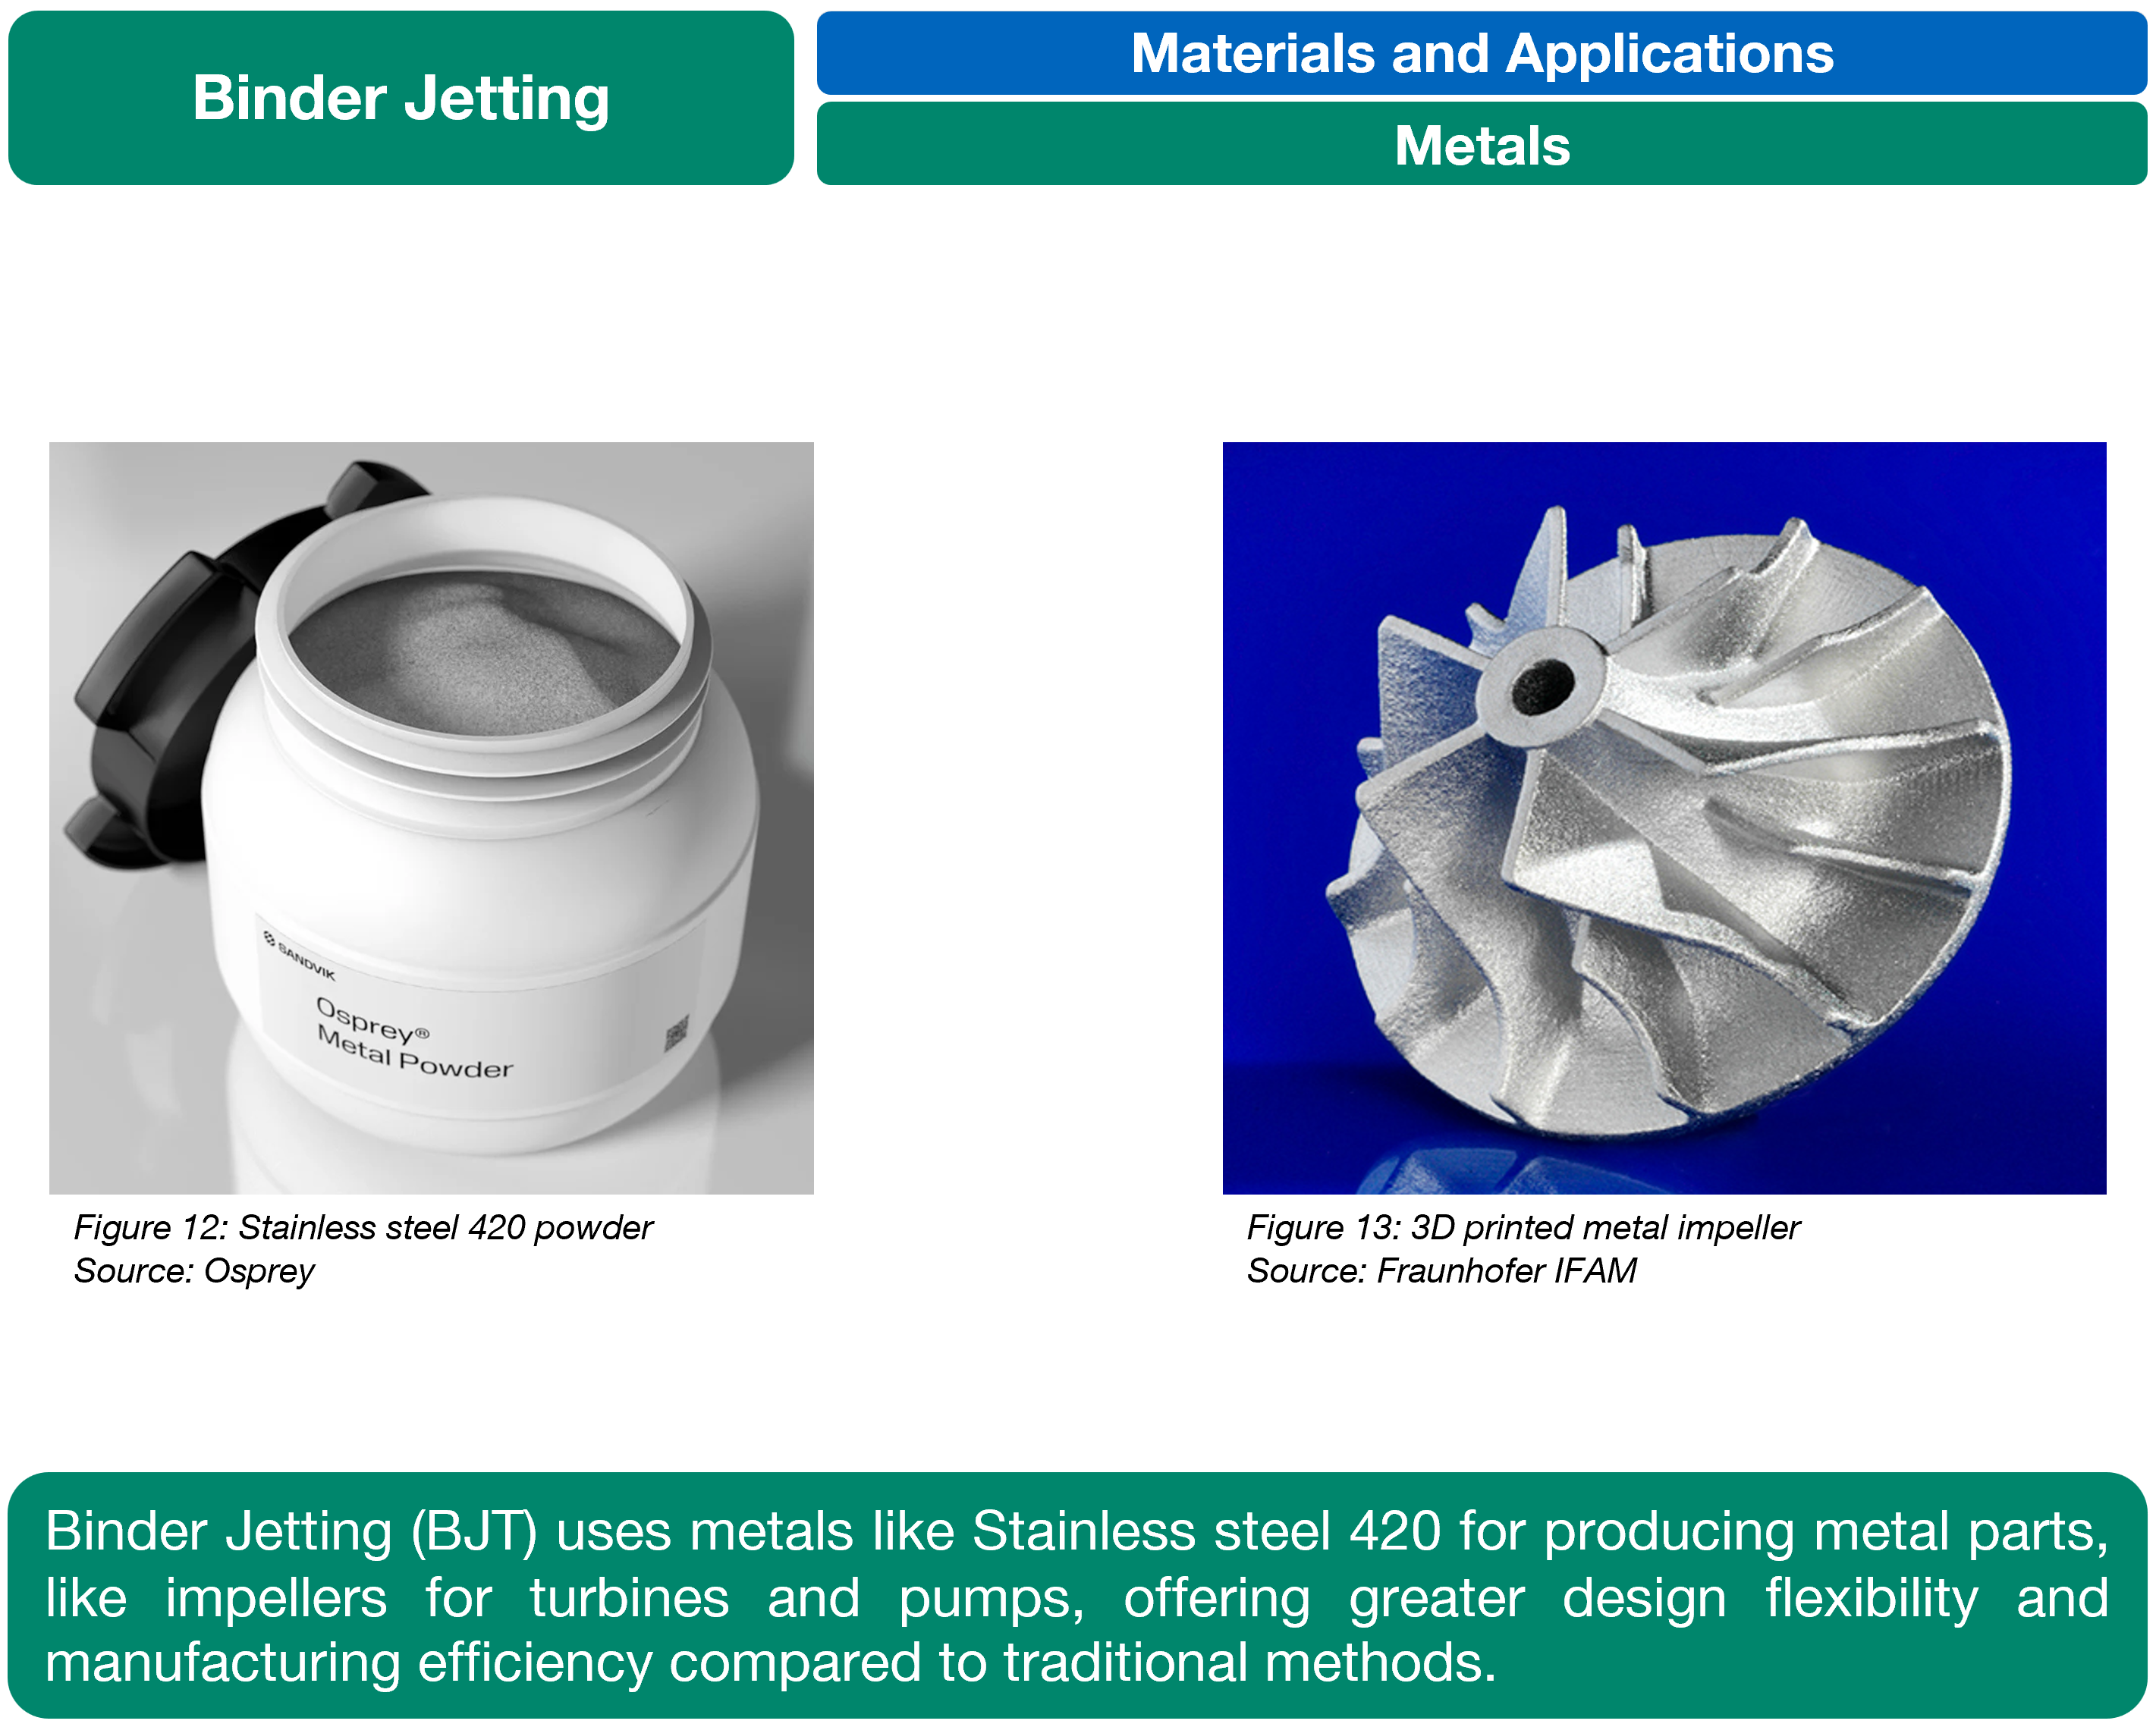 Binder Jetting
Materials and Applications
Metals
SANDVIK
Osprey®
Metal Powder
Figure 12: Stainless steel 420 powder
Source: Osprey
Figure 13: 3D printed metal impeller
Source: Fraunhofer IFAM
Binder Jetting (BJT) uses metals like Stainless steel 420 for producing metal parts,
like impellers for turbines and pumps, offering greater design flexibility and
manufacturing efficiency compared to traditional methods.